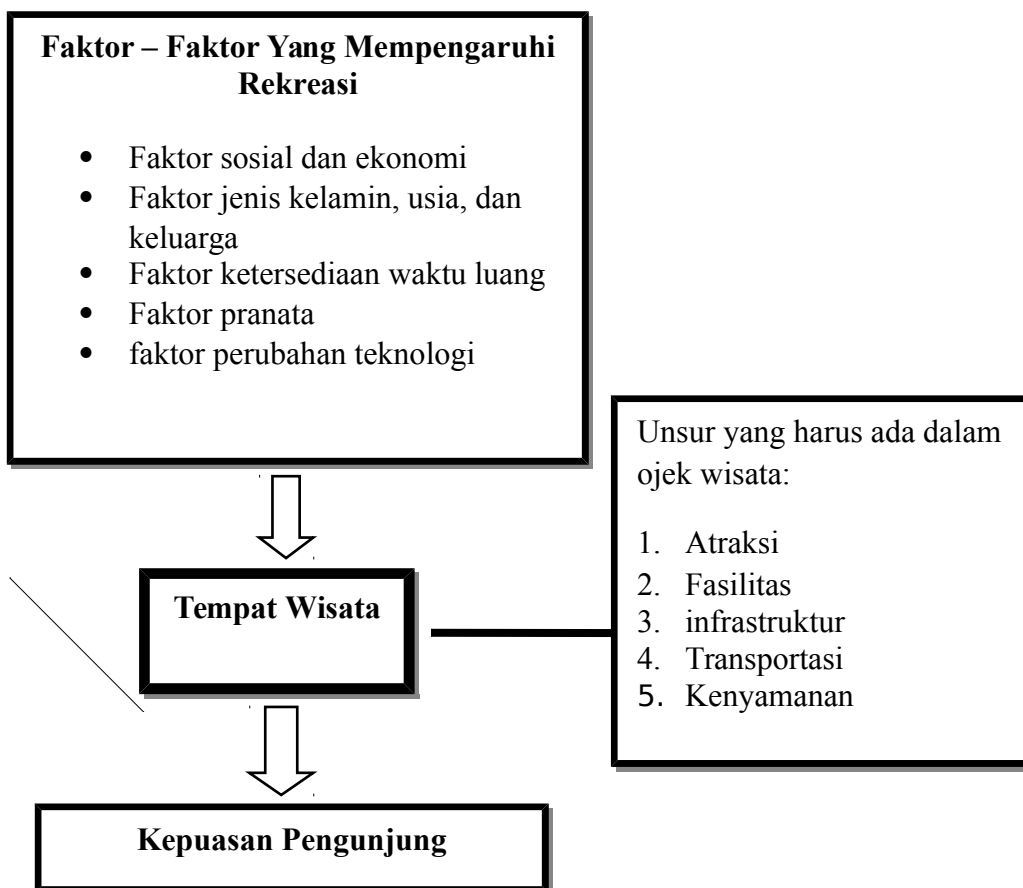 Faktor – Faktor Yang Mempengaruhi
Rekreasi
• Faktor sosial dan ekonomi
• Faktor jenis kelamin, usia, dan
keluarga
• Faktor ketersediaan waktu luang
• Faktor pranata
• faktor perubahan teknologi
Unsur yang harus ada dalam
ojek wisata:
1. Atraksi
2. Fasilitas
3. infrastruktur
4. Transportasi
5. Kenyamanan
Tempat Wisata
Kepuasan Pengunjung